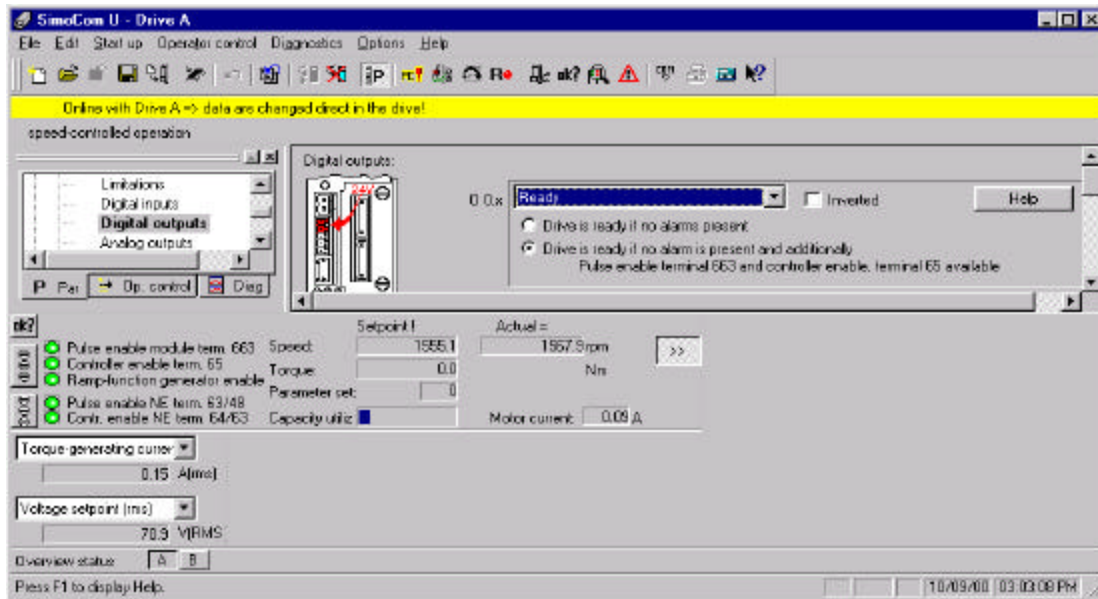 SimoCom U - Drive A
File Edit Start up Operator control Diagnostics Options Help
Online with Drive A => data are changed direct in the drive!
speed-controlled operation
Limitations
Digital inputs
Digital outputs
Analog outputs
P Par Op. control Diag
Digital outputs:
24V
O 0.x Ready Inverted Help
Drive is ready if no alarms present
Drive is ready if no alarm is present and additionally
Pulse enable terminal 663 and controller enable, terminal 65 available
ok?
Pulse enable module term. 663
Controller enable term. 65
Ramp-function generator enable
Pulse enable NE term. 63/48
Contr. enable NE term. 64/63
Setpoint ! Actual =
Speed: 1555.1 1567.9 rpm >>
Torque: 0.0 Nm
Parameter set: 0
Capacity utiliz Motor current: 0.09 A
Torque-generating currer
0.15 A(rms)
Voltage setpoint (rms)
70.9 V(RMS
Overview status A B
Press F1 to display Help. 10/09/00 03:03:08 PM